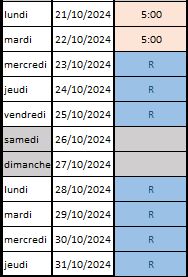 lundi 21/10/2024 5:00
mardi 22/10/2024 5:00
mercredi 23/10/2024 R
jeudi 24/10/2024 R
vendredi 25/10/2024 R
samedi 26/10/2024
dimanche 27/10/2024
lundi 28/10/2024 R
mardi 29/10/2024 R
mercredi 30/10/2024 R
jeudi 31/10/2024 R